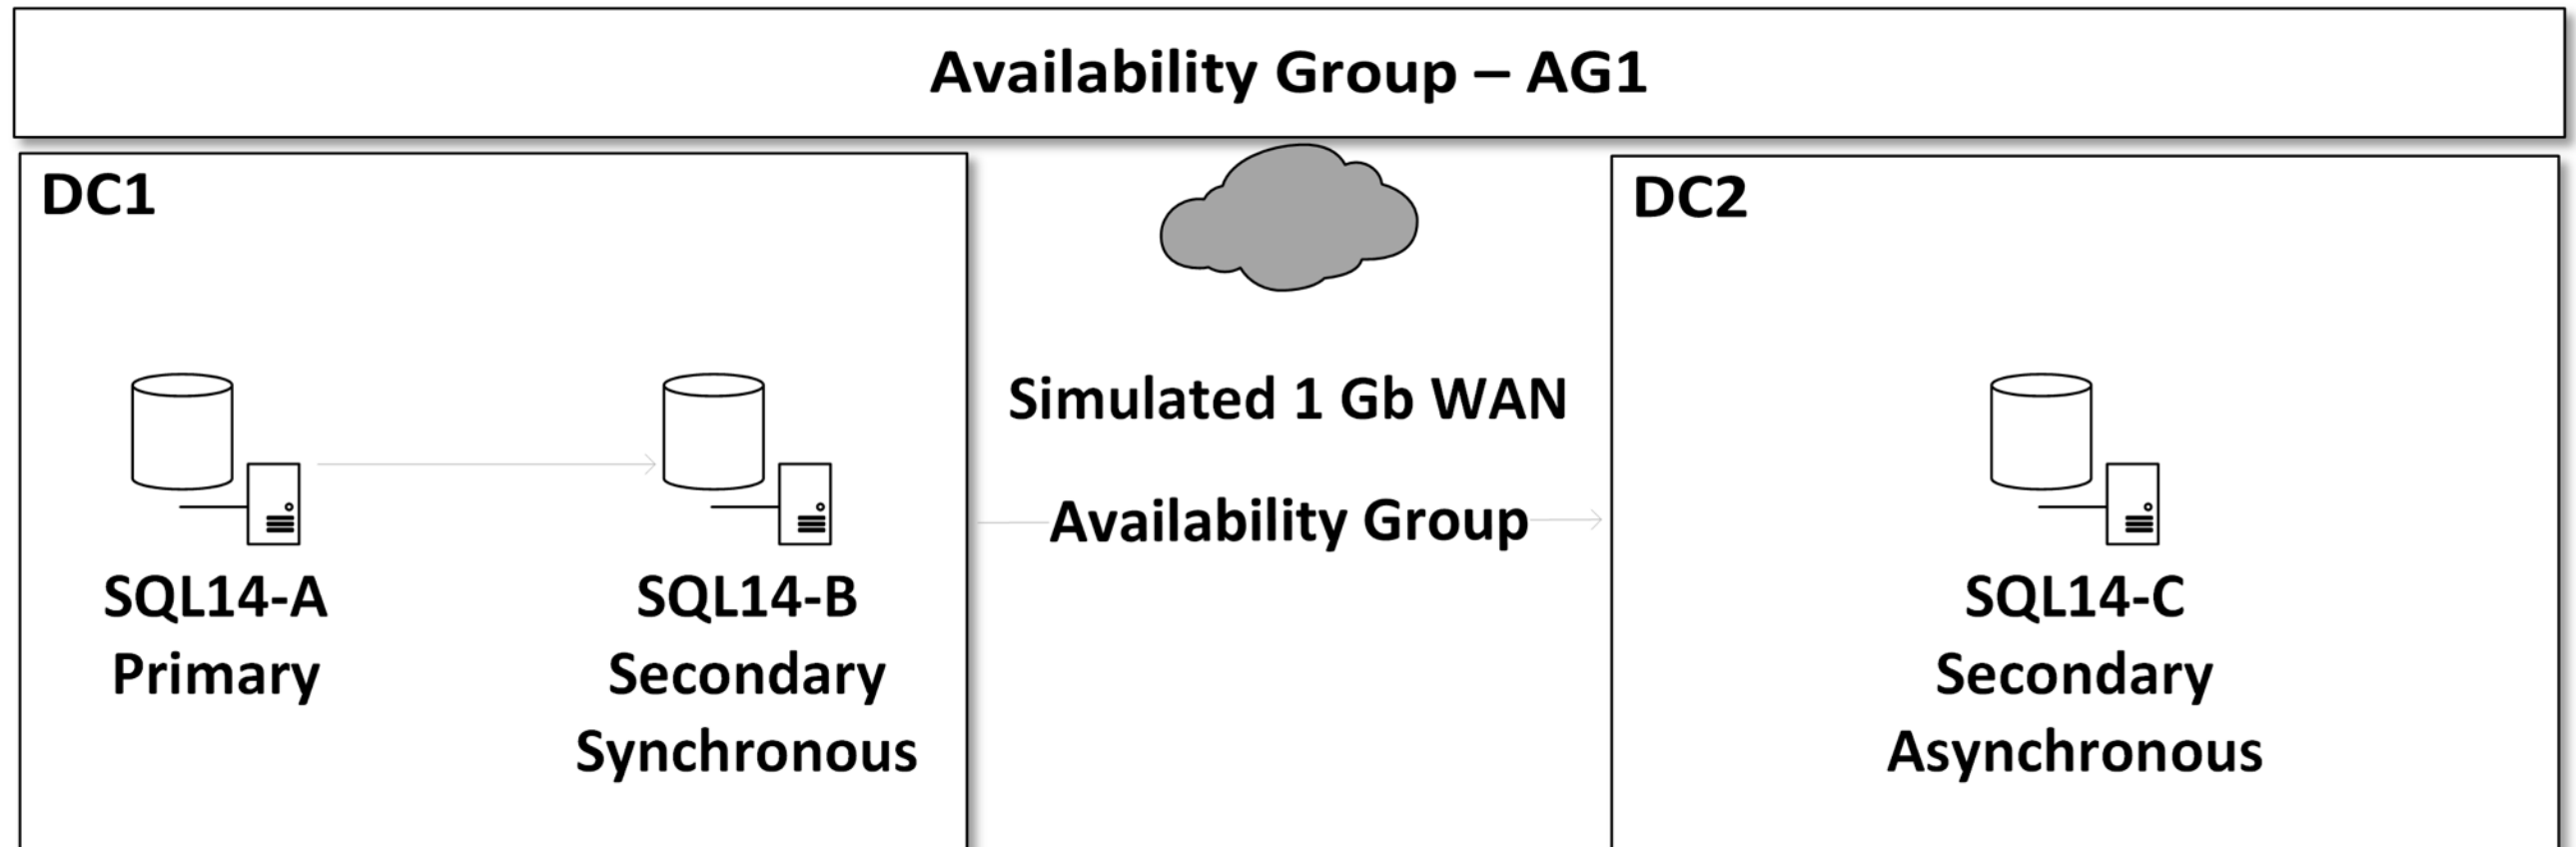 Availability Group – AG1
DC1
SQL14-A
Primary
SQL14-B
Secondary
Synchronous
Simulated 1 Gb WAN
Availability Group
DC2
SQL14-C
Secondary
Asynchronous